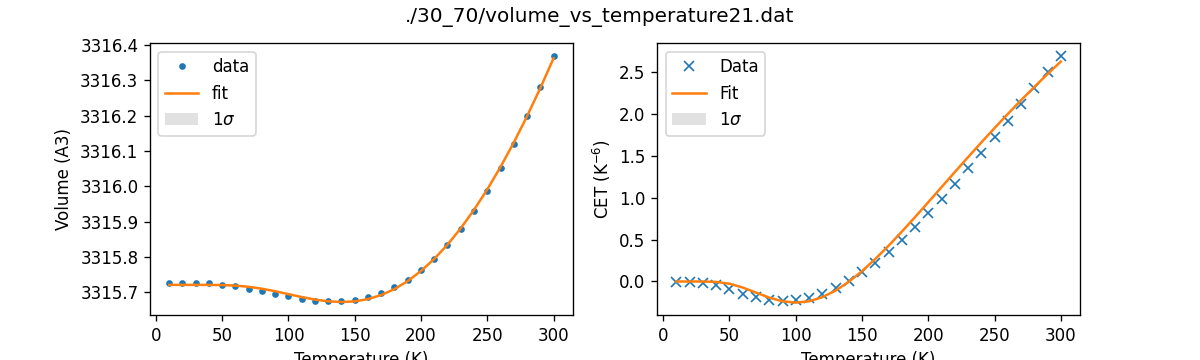 ./30_70/volume_vs_temperature21.dat
Volume (A3)
3316.4
3316.3
3316.2
3316.1
3316.0
3315.9
3315.8
3315.7
data
fit
1σ
0 50 100 150 200 250 300
Temperature (K)
CET (K⁻⁶)
2.5
2.0
1.5
1.0
0.5
0.0
Data
Fit
1σ
0 50 100 150 200 250 300
Temperature (K)